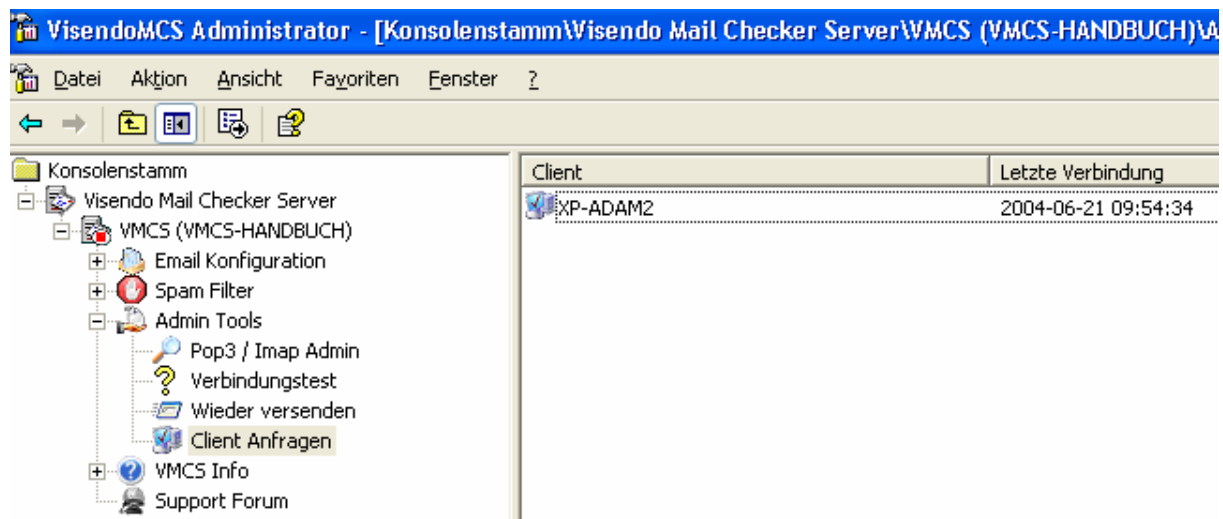 VisendoMCS Administrator - [Konsolenstamm\Visendo Mail Checker Server\VMCS (VMCS-HANDBUCH)\A
Datei Aktion Ansicht Favoriten Fenster ?
Konsolenstamm
Visendo Mail Checker Server
VMCS (VMCS-HANDBUCH)
Email Konfiguration
Spam Filter
Admin Tools
Pop3 / Imap Admin
Verbindungstest
Wieder versenden
Client Anfragen
VMCS Info
Support Forum
Client Letzte Verbindung
XP-ADAM2 2004-06-21 09:54:34